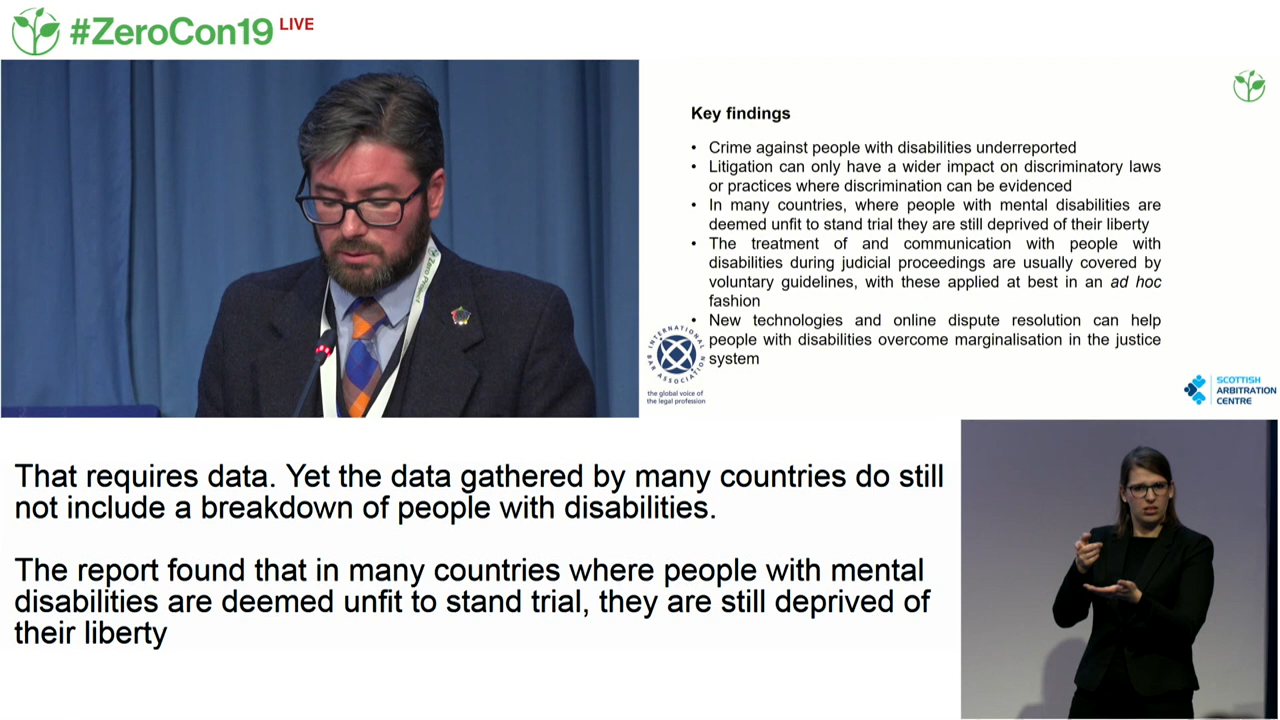 #ZeroCon19 LIVE
Zero Project
Key findings
• Crime against people with disabilities underreported
• Litigation can only have a wider impact on discriminatory laws
or practices where discrimination can be evidenced
• In many countries, where people with mental disabilities are
deemed unfit to stand trial they are still deprived of their liberty
• The treatment of and communication with people with
disabilities during judicial proceedings are usually covered by
voluntary guidelines, with these applied at best in an ad hoc
fashion
• New technologies and online dispute resolution can help
people with disabilities overcome marginalisation in the justice
system
INTERNATIONAL BAR ASSOCIATION
the global voice of
the legal profession
SCOTTISH
ARBITRATION
CENTRE
That requires data. Yet the data gathered by many countries do still
not include a breakdown of people with disabilities.
The report found that in many countries where people with mental
disabilities are deemed unfit to stand trial, they are still deprived of
their liberty